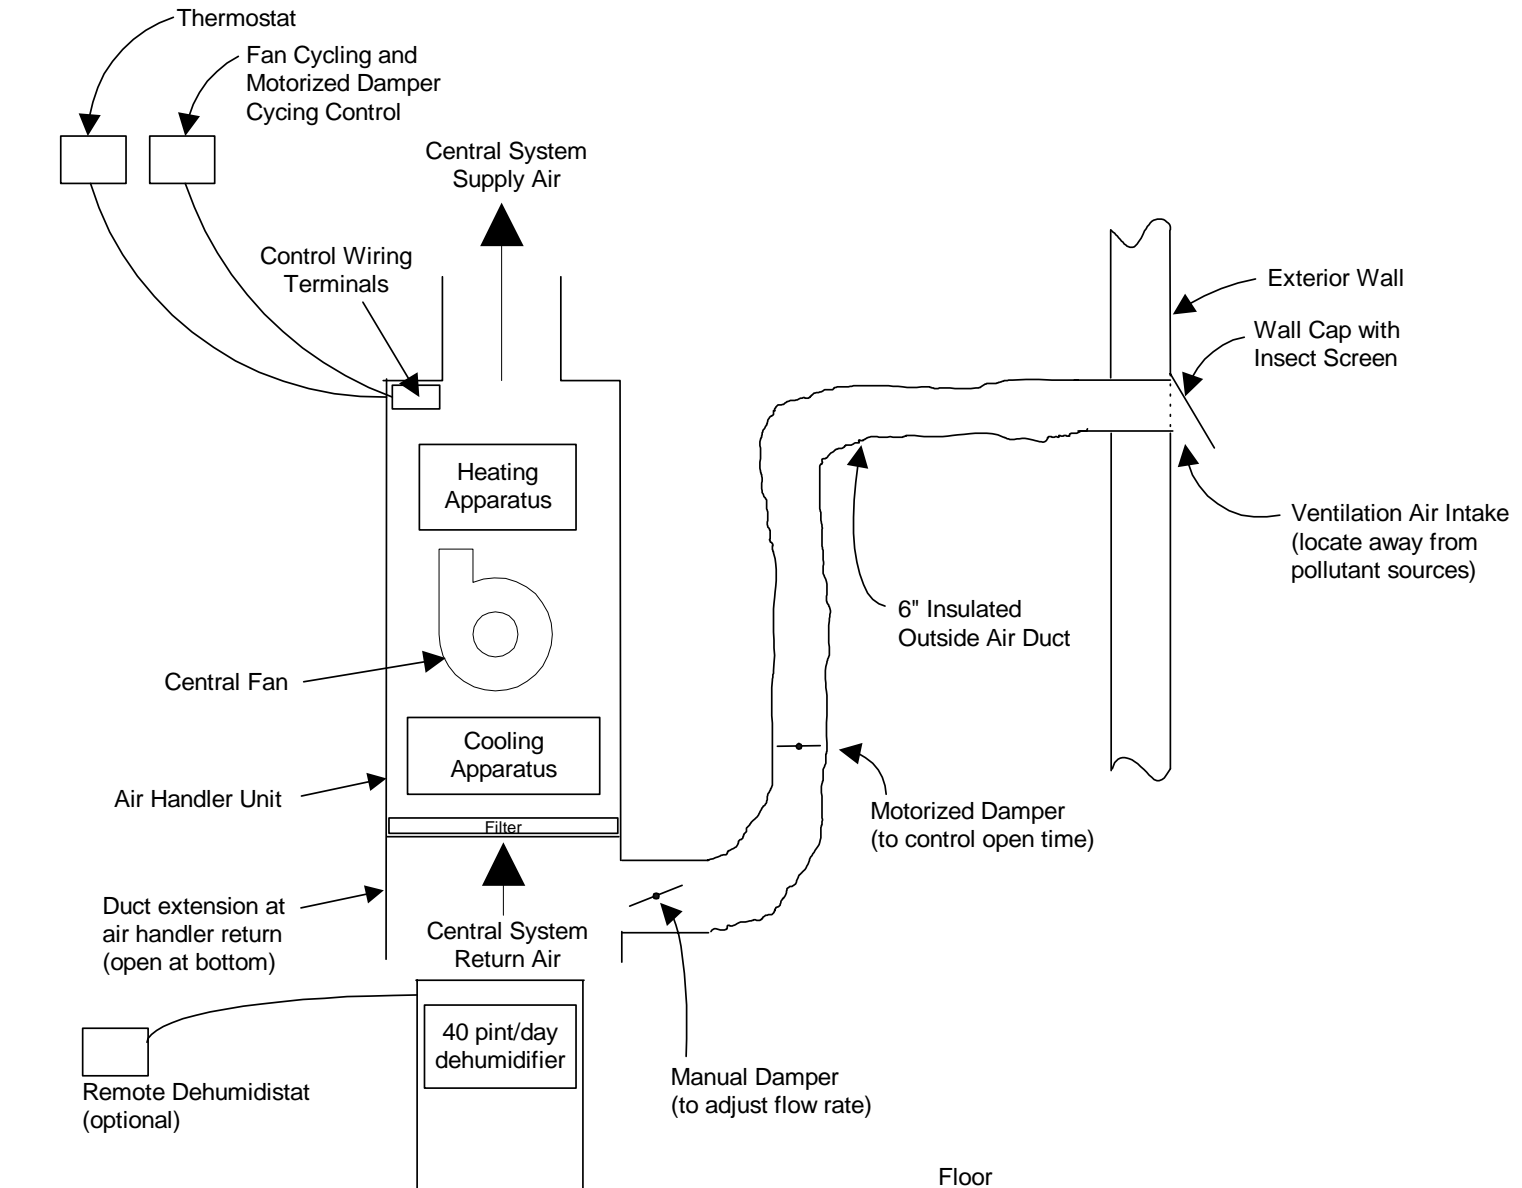 Thermostat
Fan Cycling and
Motorized Damper
Cycing Control
Central System
Supply Air
Control Wiring
Terminals
Exterior Wall
Wall Cap with
Insect Screen
Heating
Apparatus
Ventilation Air Intake
(locate away from
pollutant sources)
6" Insulated
Outside Air Duct
Central Fan
Cooling
Apparatus
Air Handler Unit
Motorized Damper
(to control open time)
Filter
Duct extension at
air handler return
(open at bottom)
Central System
Return Air
40 pint/day
dehumidifier
Remote Dehumidistat
(optional)
Manual Damper
(to adjust flow rate)
Floor